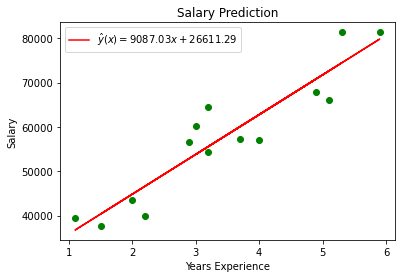 Salary Prediction
ŷ(x) = 9087.03x + 26611.29
80000
70000
60000
50000
40000
Salary
1 2 3 4 5 6
Years Experience